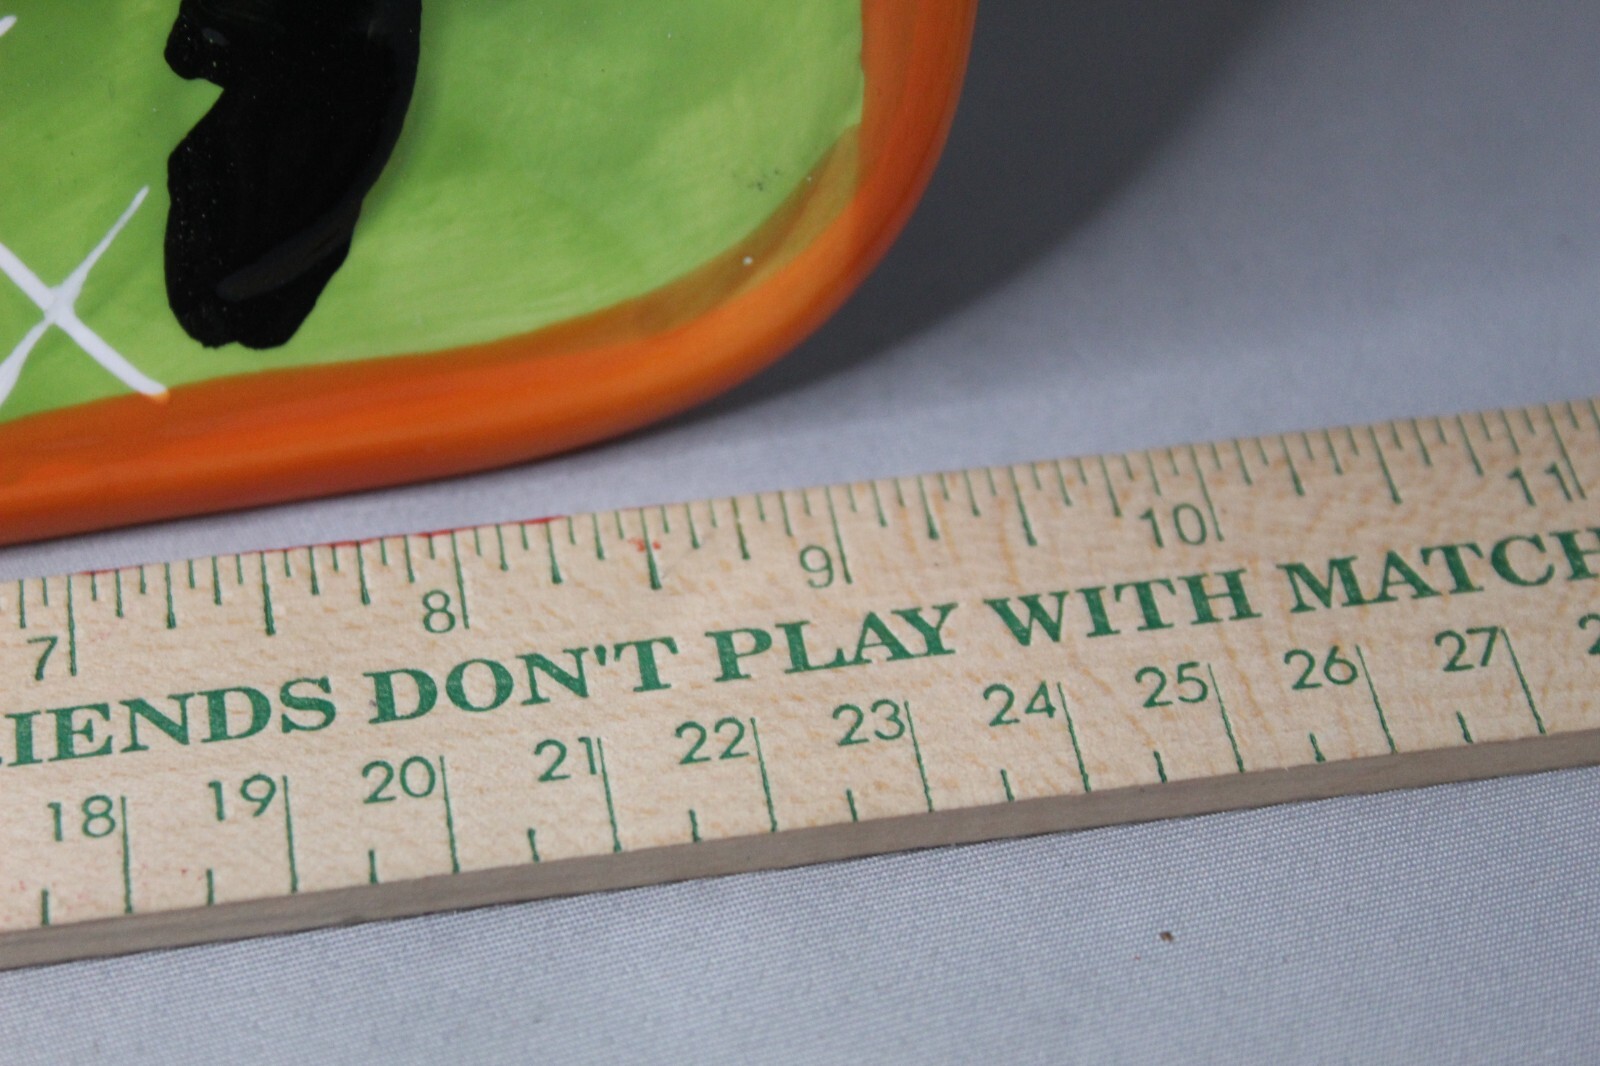 7 8 9 10 11
IENDS DON'T PLAY WITH MATCH
18 19 20 21 22 23 24 25 26 27